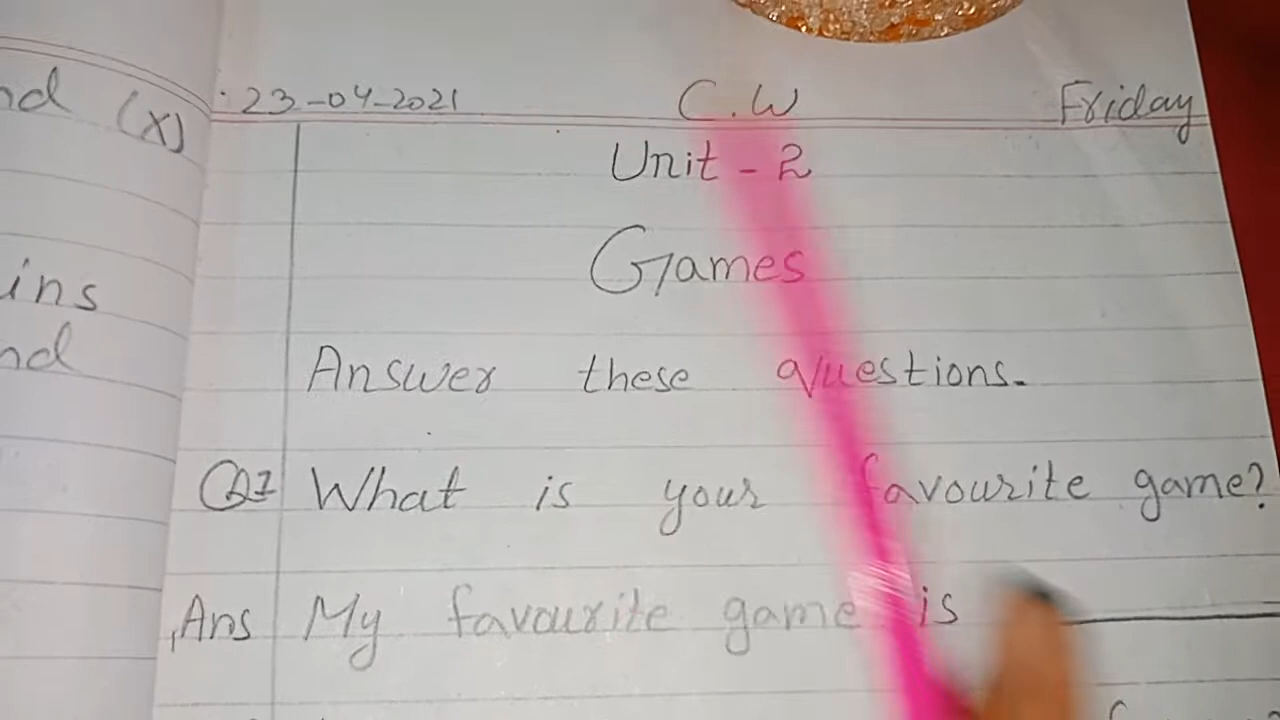 nd (x)
23-04-2021 C.W Friday
Unit - 2
Games
ins
nd
Answer these questions.
Q1 What is your favourite game?
Ans My favourite game is